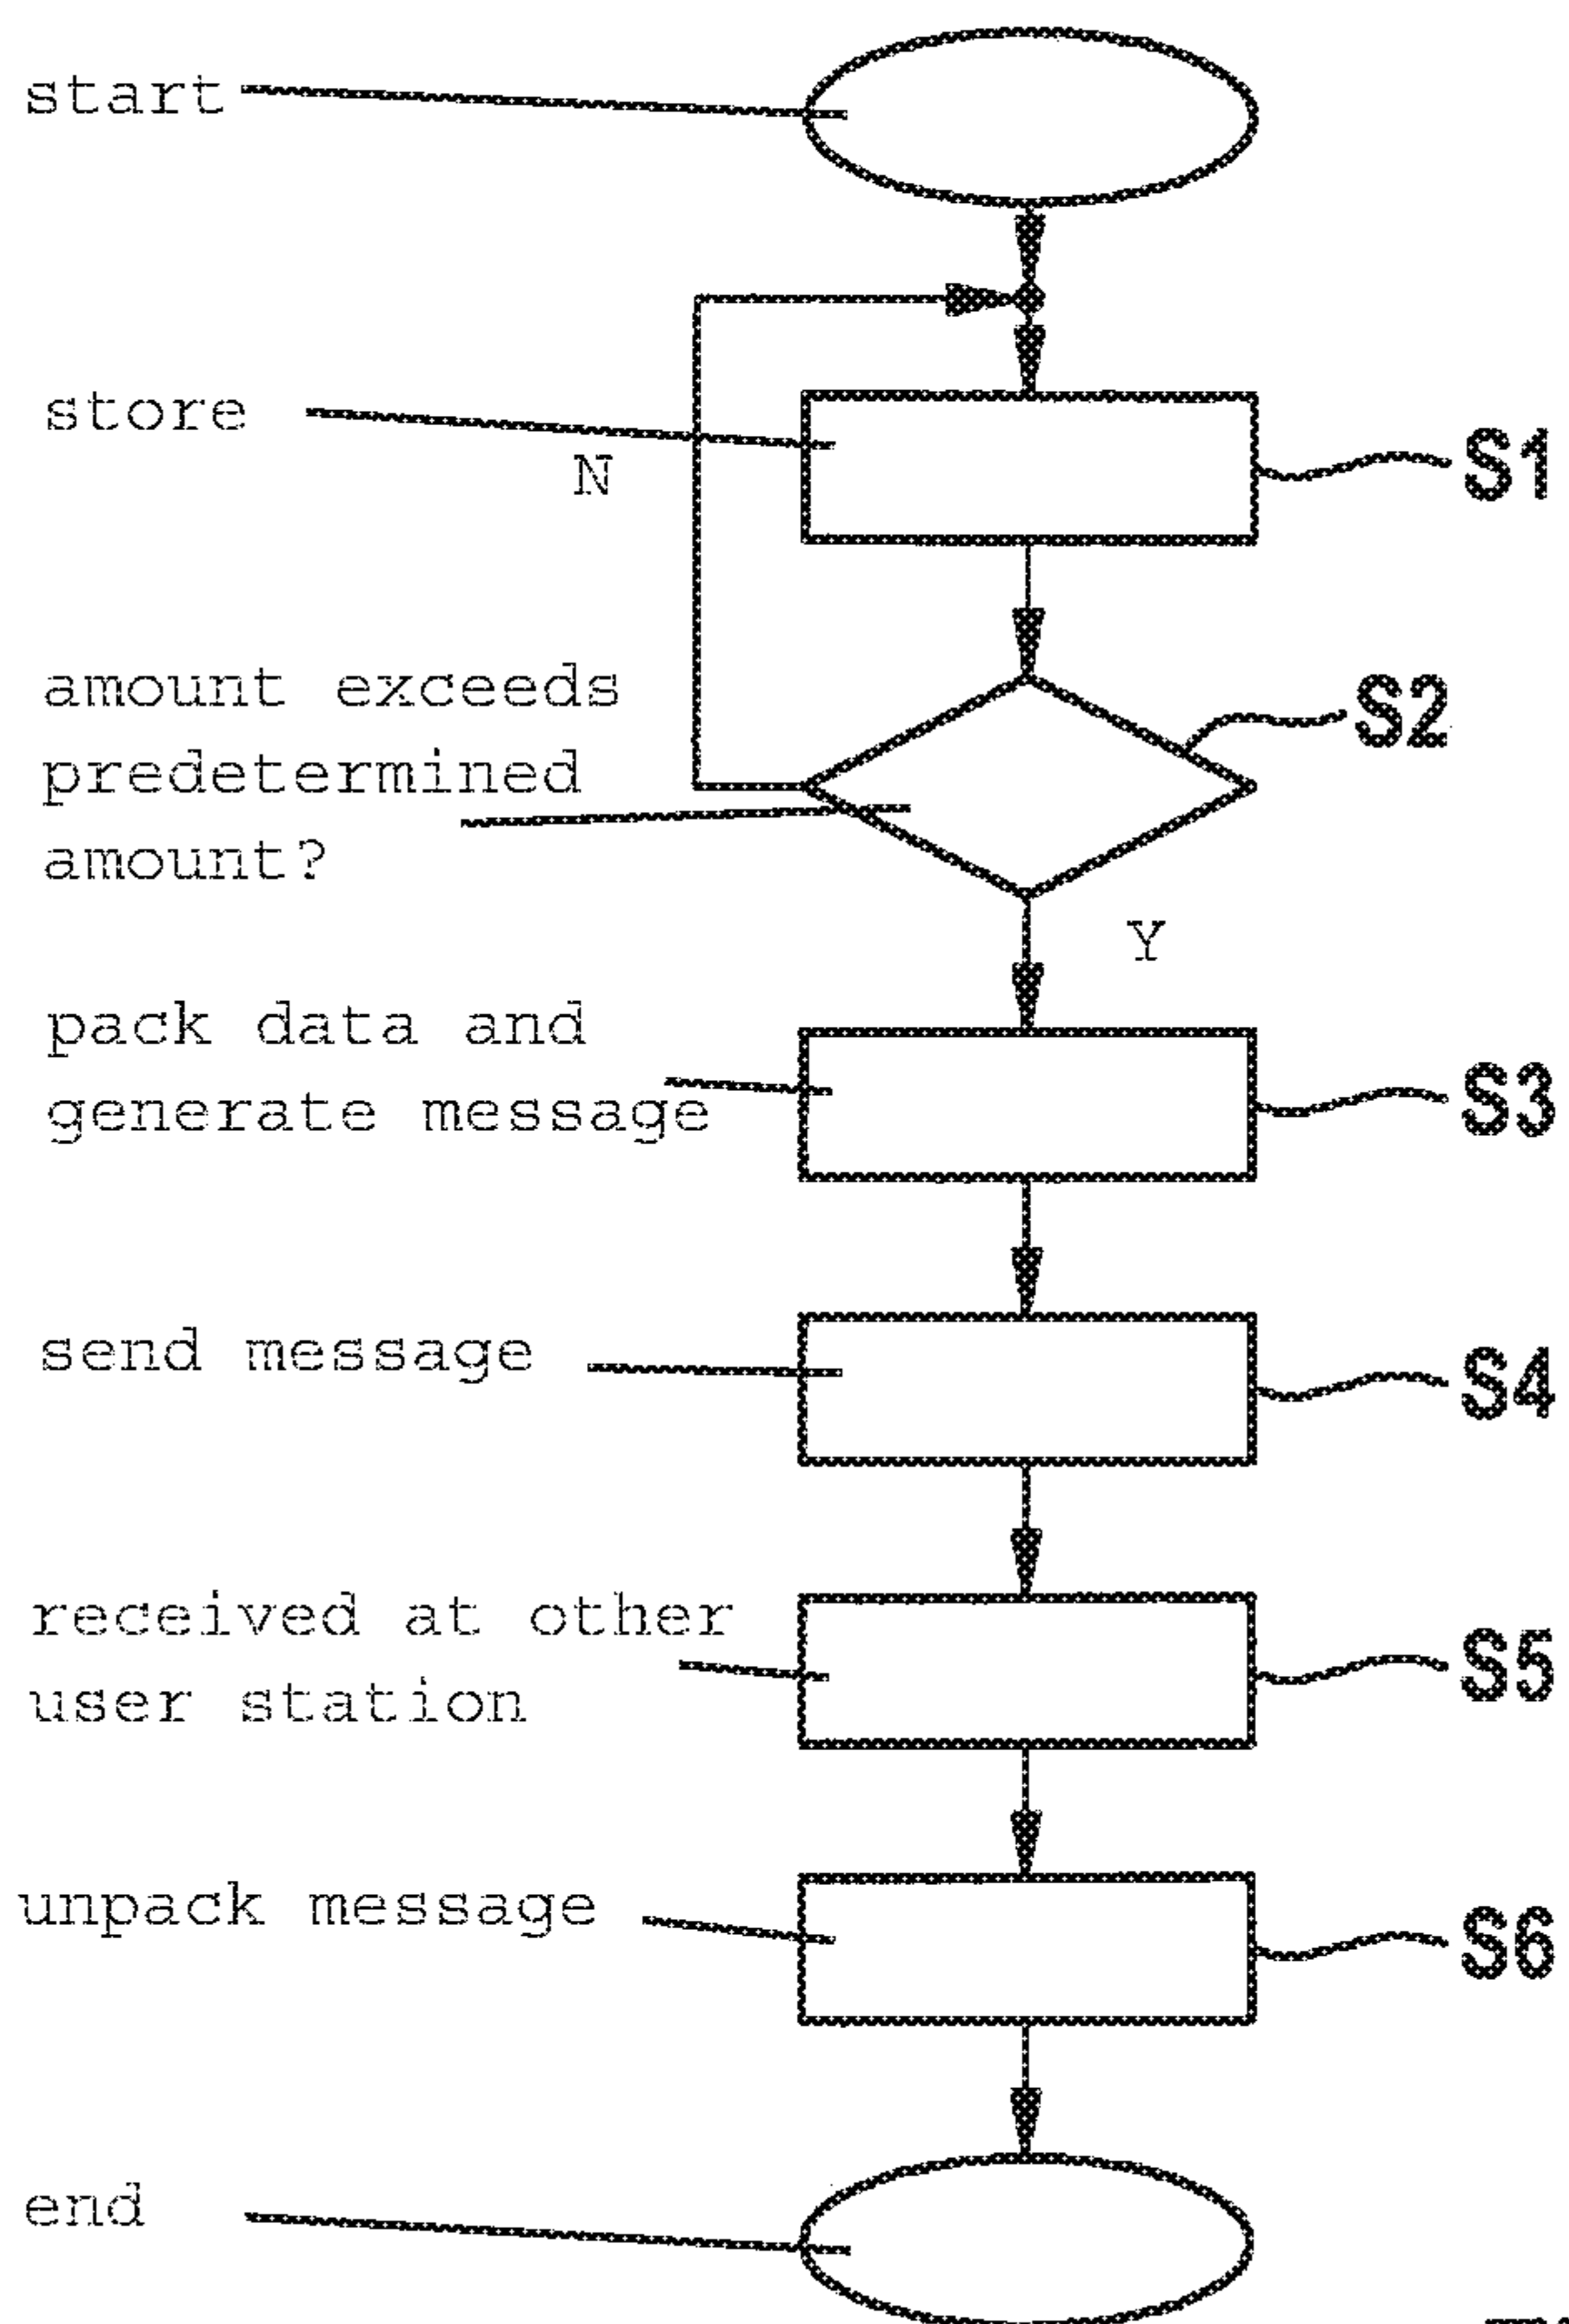 start
store
N
S1
amount exceeds
predetermined
amount?
S2
Y
pack data and
generate message
S3
send message
S4
received at other
user station
S5
unpack message
S6
end